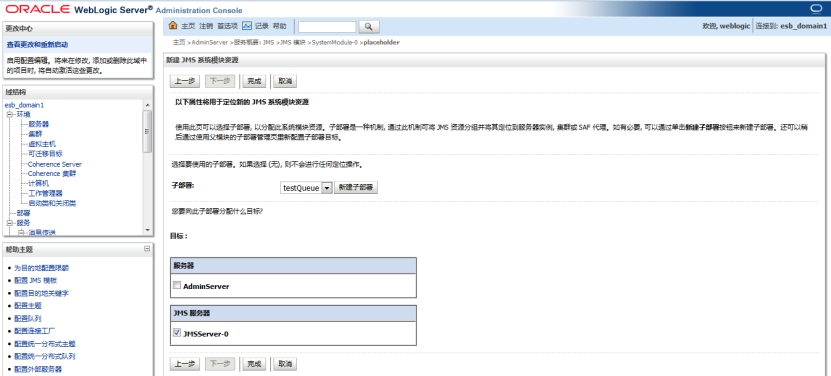 ORACLE WebLogic Server® Administration Console
更改中心
查看更改和重新启动
启用配置编辑。将来在修改, 添加或删除此域中的项目时, 将自动激活这些更改。
域结构
esb_domain1
环境
服务器
集群
虚拟主机
可迁移目标
Coherence Server
Coherence 集群
计算机
工作管理器
启动类和关闭类
部署
服务
消息传送
帮助主题
为目的地配置限额
配置 JMS 模板
配置目的地关键字
配置主题
配置队列
配置连接工厂
配置统一分布式主题
配置统一分布式队列
配置外部服务器
主页 注销 首选项 记录 帮助
欢迎, weblogic 连接到: esb_domain1
主页 >AdminServer >服务概要: JMS >JMS 模块 >SystemModule-0 >placeholder
新建 JMS 系统模块资源
上一步 下一步 完成 取消
以下属性将用于定位新的 JMS 系统模块资源
使用此页可以选择子部署, 以分配此系统模块资源。子部署是一种机制, 通过此机制可将 JMS 资源分组并将其定位到服务器实例, 集群或 SAF 代理。如有必要, 可以通过单击新建子部署按钮来新建子部署。还可以稍后通过使用父模块的子部署管理页重新配置子部署目标。
选择要使用的子部署。如果选择 (无), 则不会进行任何定位操作。
子部署: testQueue 新建子部署
您要向此子部署分配什么目标?
目标 :
服务器
AdminServer
JMS 服务器
JMSServer-0
上一步 下一步 完成 取消